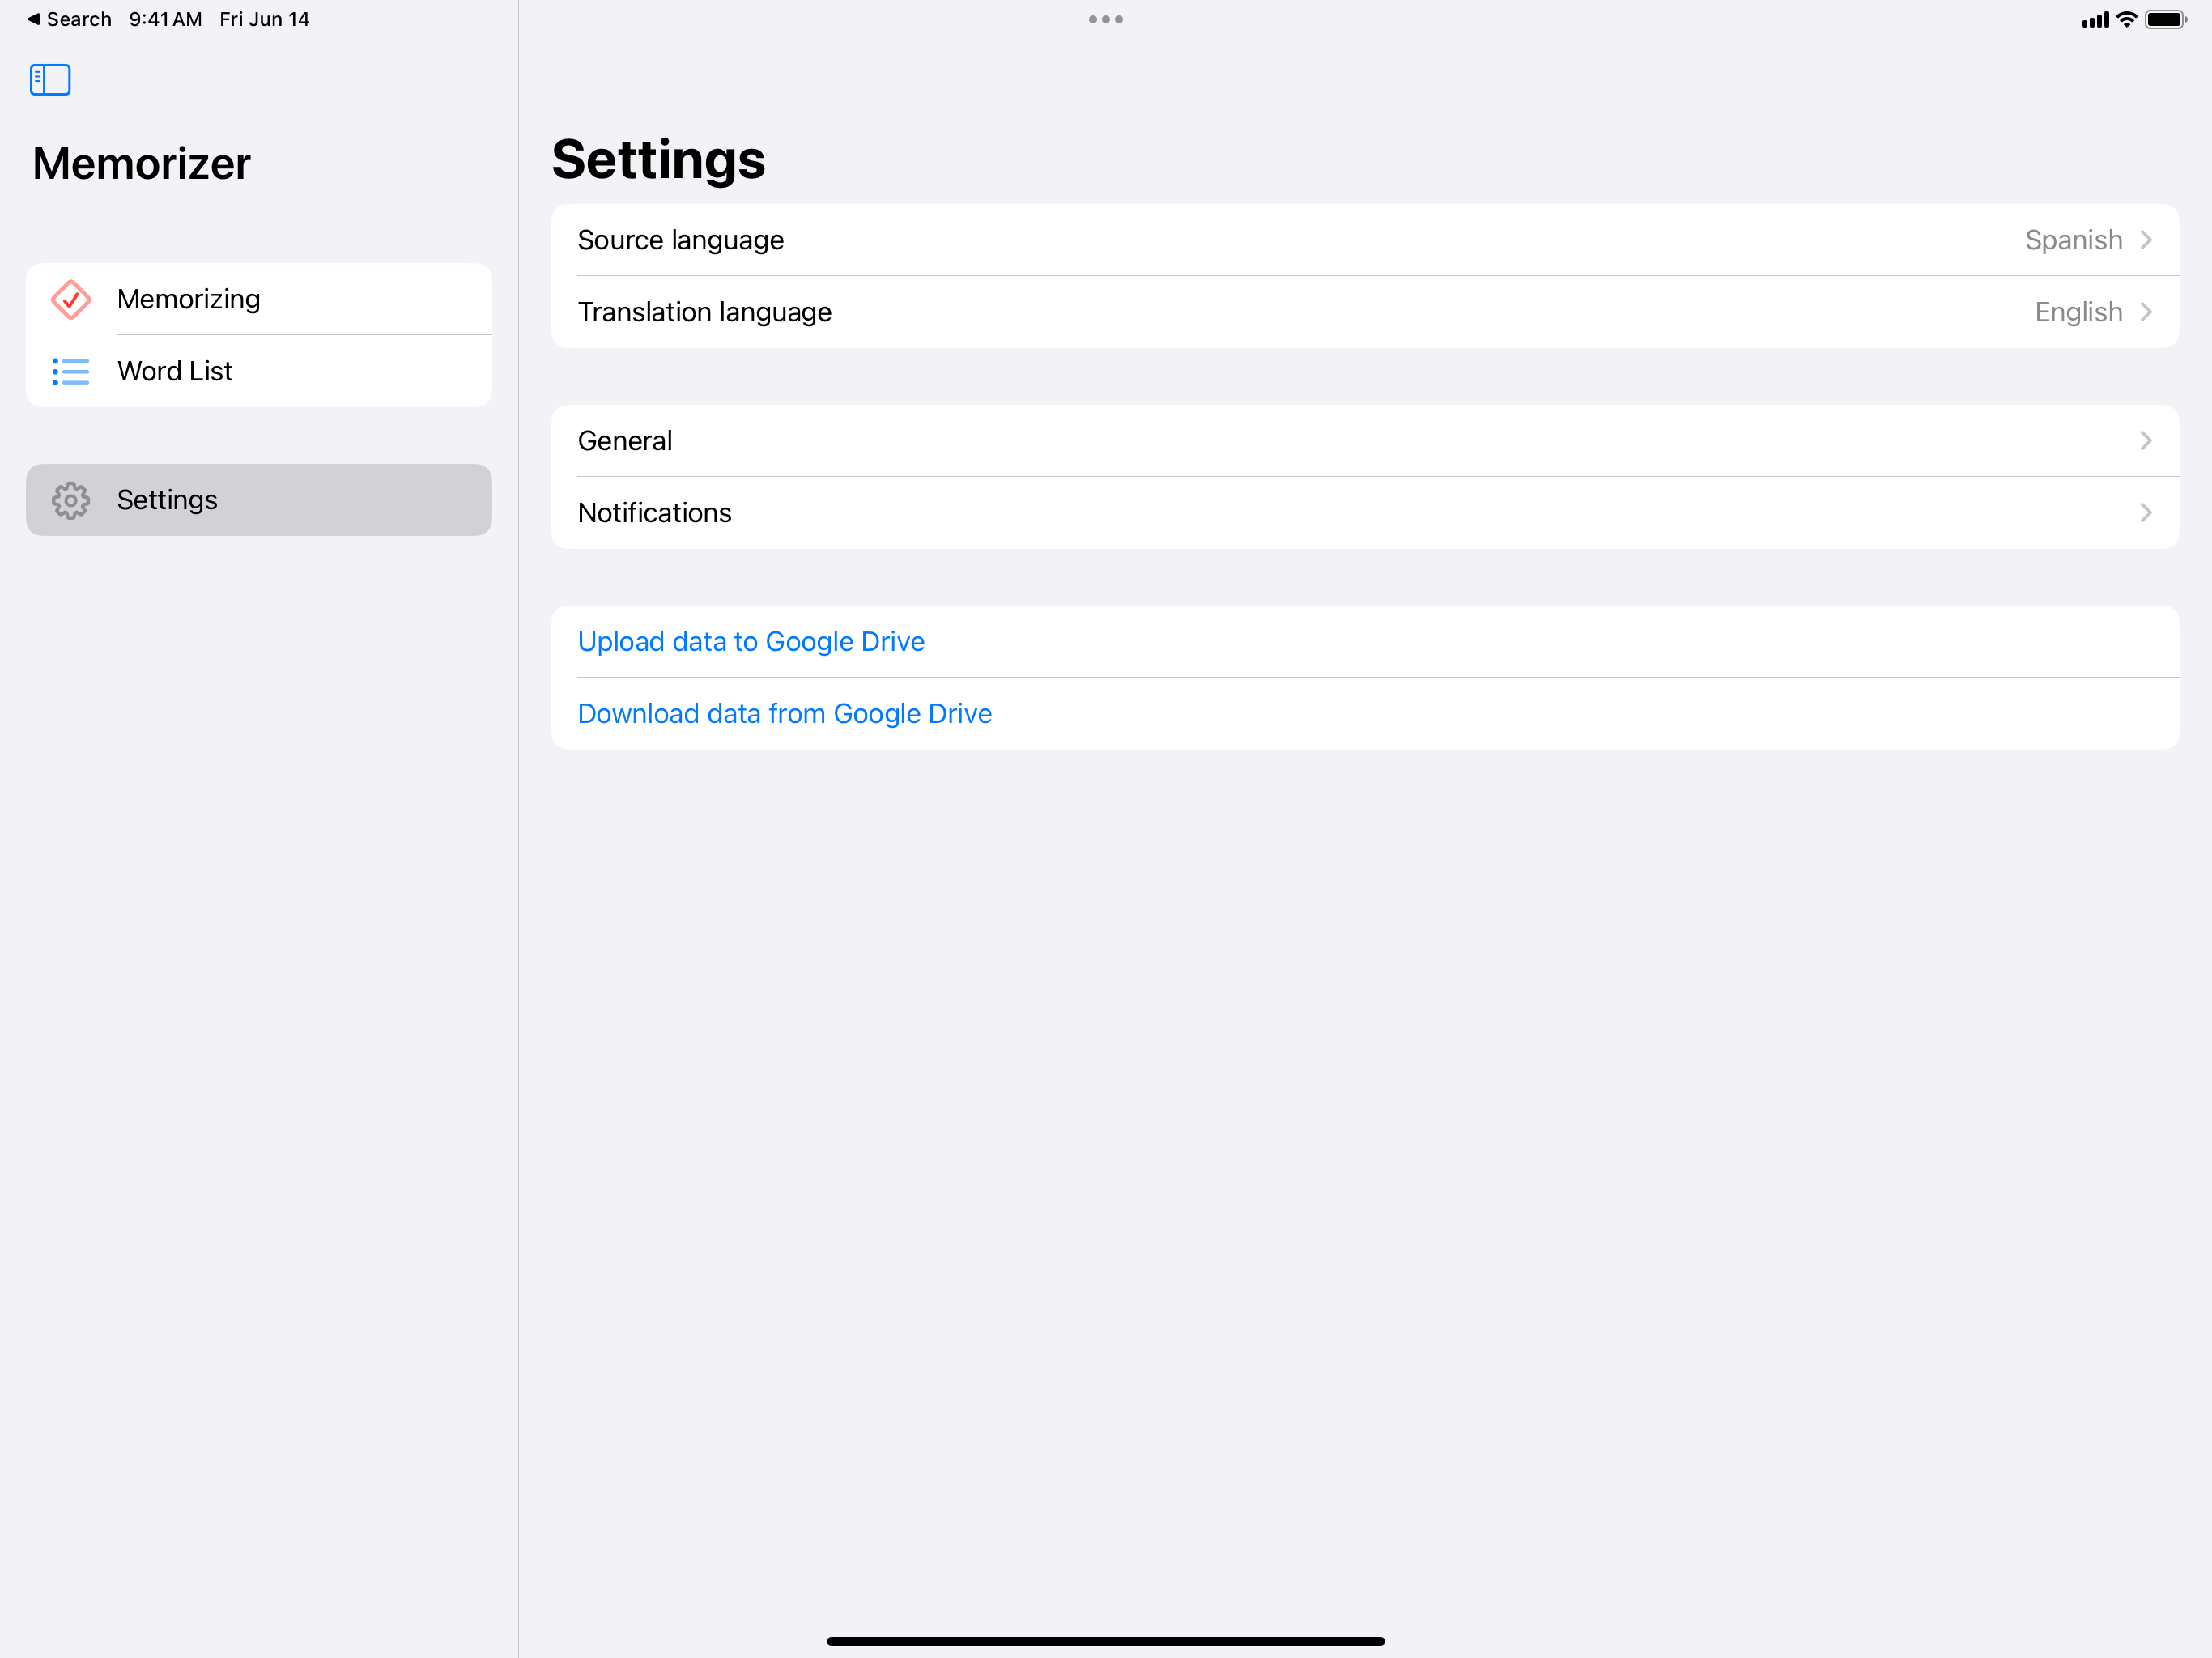 Search 9:41 AM Fri Jun 14
Memorizer
Memorizing
Word List
Settings
Settings
Source language Spanish
Translation language English
General
Notifications
Upload data to Google Drive
Download data from Google Drive